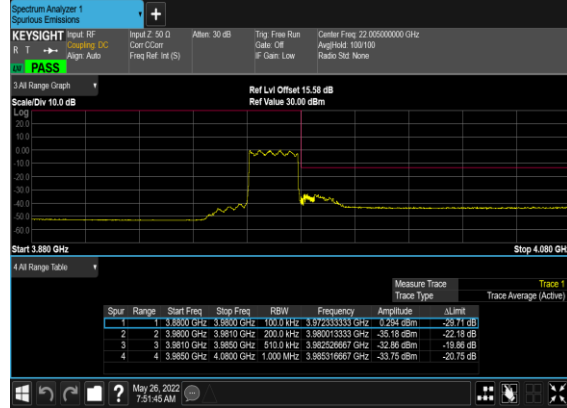 Spectrum Analyzer 1
Spurious Emissions
KEYSIGHT Input: RF Input Z: 50 Ω Atten: 30 dB Trig: Free Run Center Freq: 22.005000000 GHz
R T Coupling: DC Corr CCorr Gate: Off Avg|Hold: 100/100
Align: Auto Freq Ref: Int (S) IF Gain: Low Radio Std: None
PASS
3 All Range Graph Ref Lvl Offset 15.58 dB
Scale/Div 10.0 dB Ref Value 30.00 dBm
Log
20.0
10.0
0.00
-10.0
-20.0
-30.0
-40.0
-50.0
-60.0
Start 3.880 GHz Stop 4.080 GHz
4 All Range Table
Measure Trace Trace 1
Trace Type Trace Average (Active)
Spur Range Start Freq Stop Freq RBW Frequency Amplitude ΔLimit
1 1 3.8800 GHz 3.9800 GHz 100.0 kHz 3.972333333 GHz 0.294 dBm -29.71 dB
2 2 3.9800 GHz 3.9810 GHz 200.0 kHz 3.980013333 GHz -35.18 dBm -22.18 dB
3 3 3.9810 GHz 3.9850 GHz 510.0 kHz 3.982526667 GHz -32.86 dBm -19.86 dB
4 4 3.9850 GHz 4.0800 GHz 1.000 MHz 3.985316667 GHz -33.75 dBm -20.75 dB
May 26, 2022
7:51:45 AM